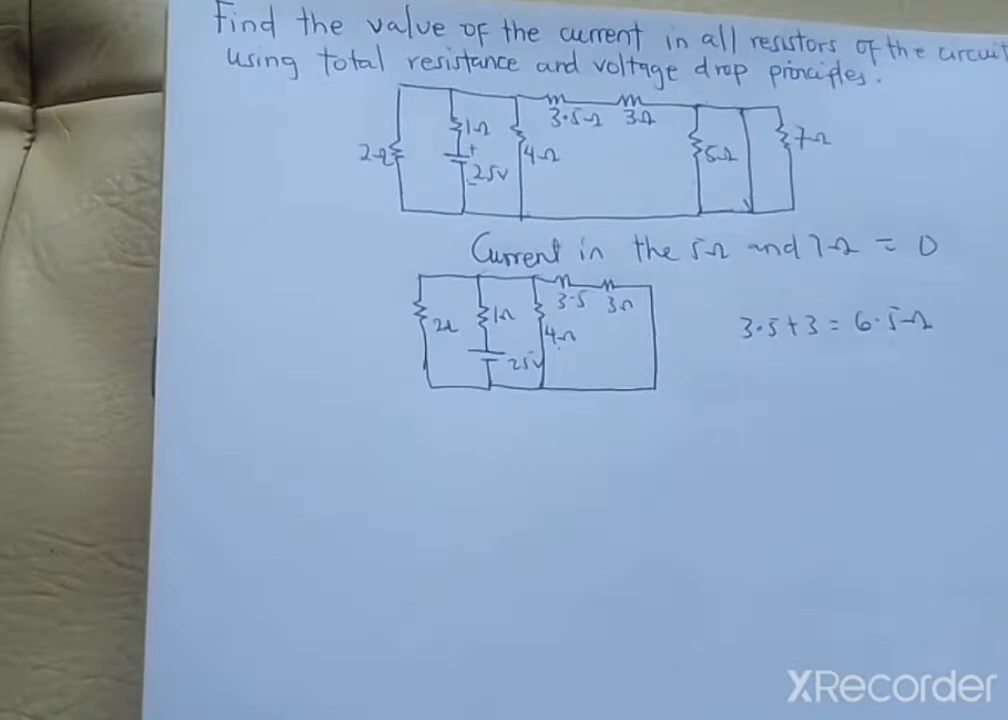 Find the value of the current in all resistors of the circuit
using total resistance and voltage drop principles.
3.5Ω 3Ω
1Ω
+
2Ω 4Ω 5Ω 7Ω
25V
-
Current in the 5Ω and 7Ω = 0
3.5 3Ω
2Ω 1Ω 4Ω 3.5+3 = 6.5Ω
25V
XRecorder